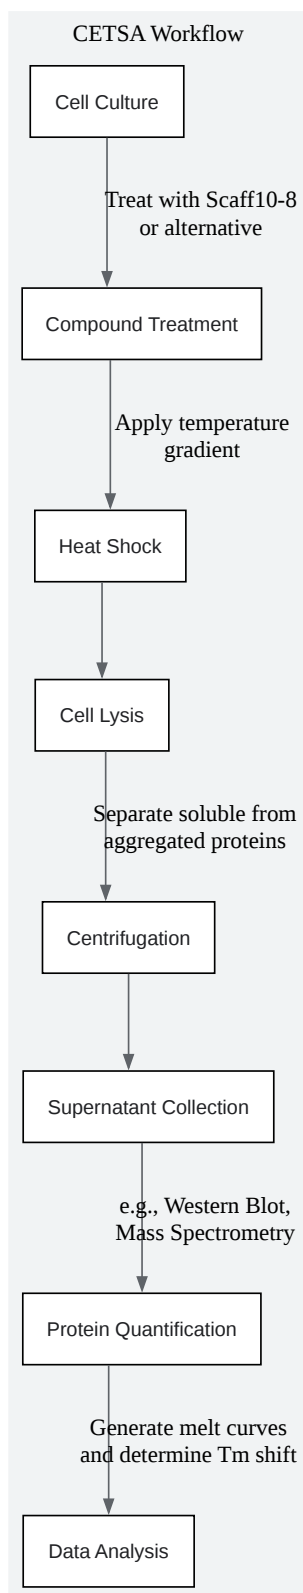 CETSA Workflow
Cell Culture
Treat with Scaff10-8
or alternative
Compound Treatment
Apply temperature
gradient
Heat Shock
Cell Lysis
Separate soluble from
aggregated proteins
Centrifugation
Supernatant Collection
e.g., Western Blot,
Mass Spectrometry
Protein Quantification
Generate melt curves
and determine Tm shift
Data Analysis